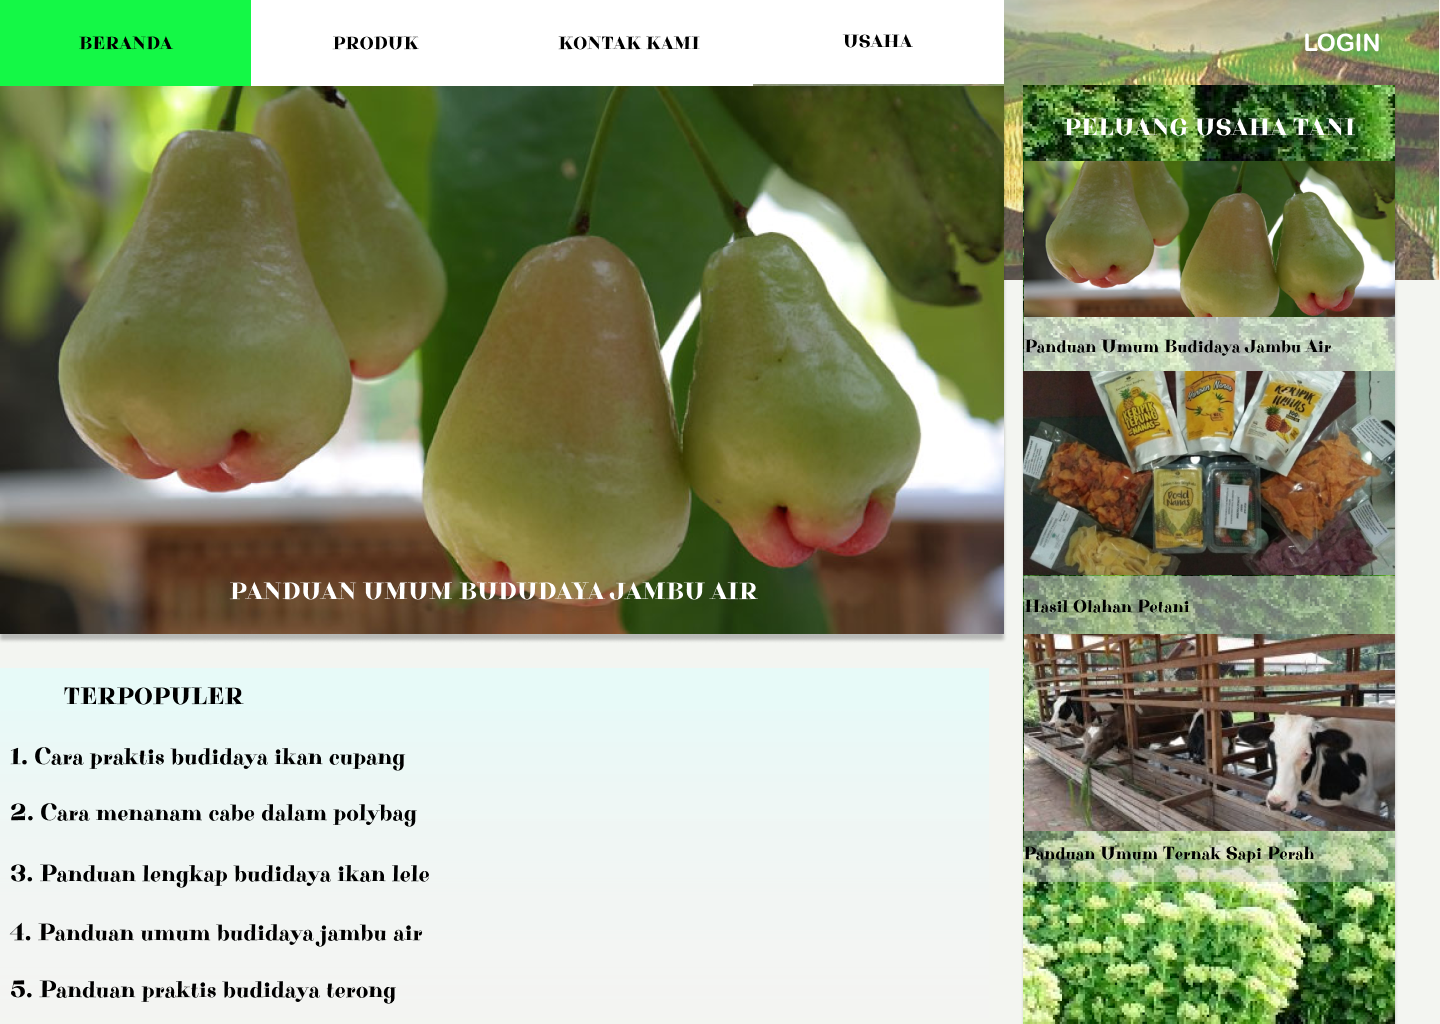 BERANDA
PRODUK
KONTAK KAMI
USAHA
LOGIN
PANDUAN UMUM BUDUDAYA JAMBU AIR
TERPOPULER
1. Cara praktis budidaya ikan cupang
2. Cara menanam cabe dalam polybag
3. Panduan lengkap budidaya ikan lele
4. Panduan umum budidaya jambu air
5. Panduan praktis budidaya terong
PELUANG USAHA TANI
Panduan Umum Budidaya Jambu Air
KERIPIK
NANAS
Hasil Olahan Petani
Panduan Umum Ternak Sapi Perah